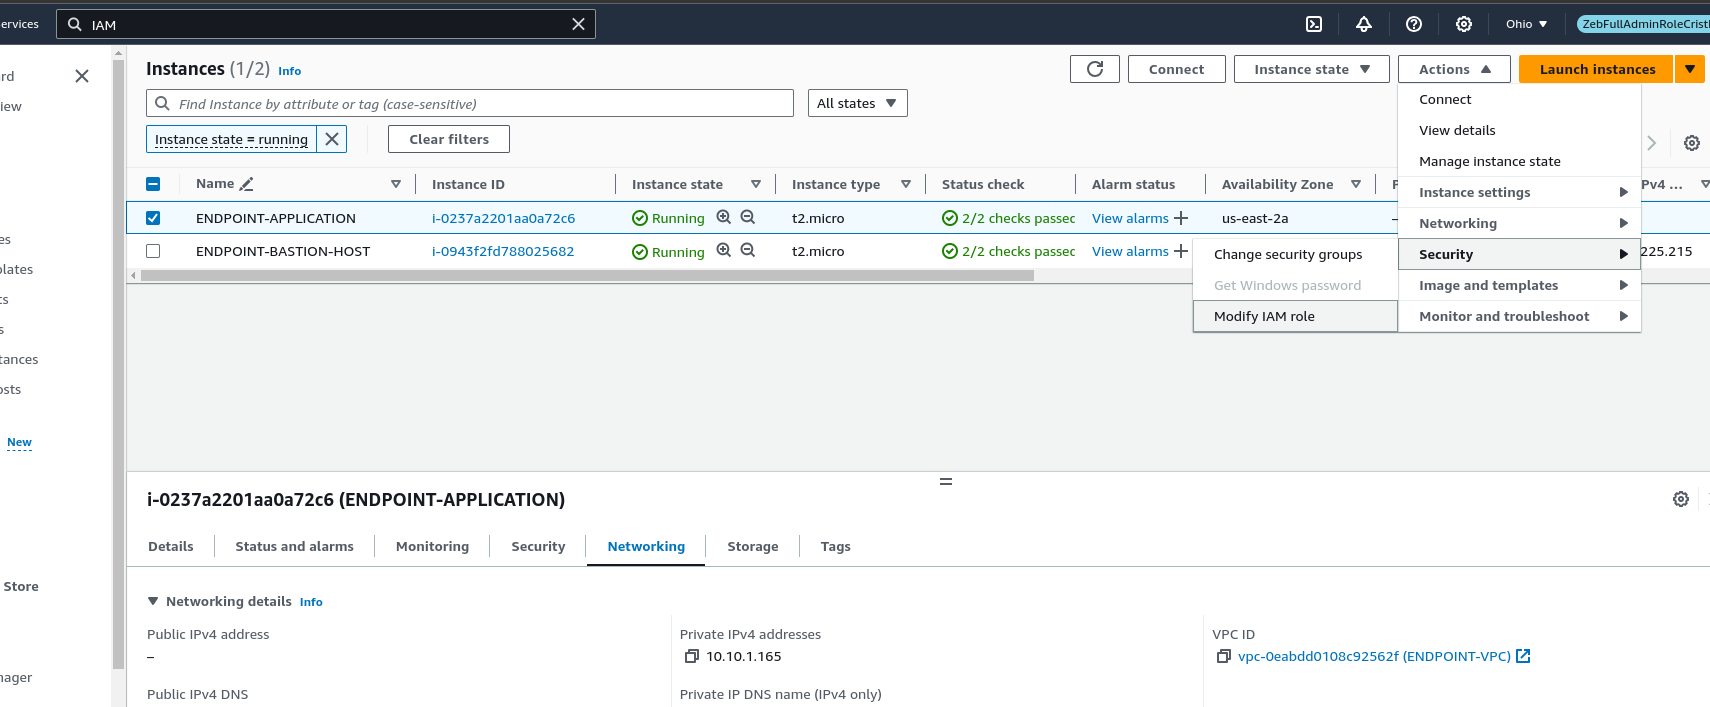 ervices
IAM
Ohio
ZebFullAdminRoleCrist
rd
iew
es
plates
ts
s
tances
osts
New
Store
nager
Instances (1/2) Info
Connect
Instance state
Actions
Launch instances
Find Instance by attribute or tag (case-sensitive)
All states
Instance state = running
Clear filters
Name
Instance ID
Instance state
Instance type
Status check
Alarm status
Availability Zone
Pv4 ...
ENDPOINT-APPLICATION
i-0237a2201aa0a72c6
Running
t2.micro
2/2 checks passec
View alarms
us-east-2a
–
ENDPOINT-BASTION-HOST
i-0943f2fd788025682
Running
t2.micro
2/2 checks passec
View alarms
225.215
Connect
View details
Manage instance state
Instance settings
Networking
Security
Image and templates
Monitor and troubleshoot
Change security groups
Get Windows password
Modify IAM role
i-0237a2201aa0a72c6 (ENDPOINT-APPLICATION)
Details
Status and alarms
Monitoring
Security
Networking
Storage
Tags
Networking details Info
Public IPv4 address
–
Private IPv4 addresses
10.10.1.165
VPC ID
vpc-0eabdd0108c92562f (ENDPOINT-VPC)
Public IPv4 DNS
Private IP DNS name (IPv4 only)